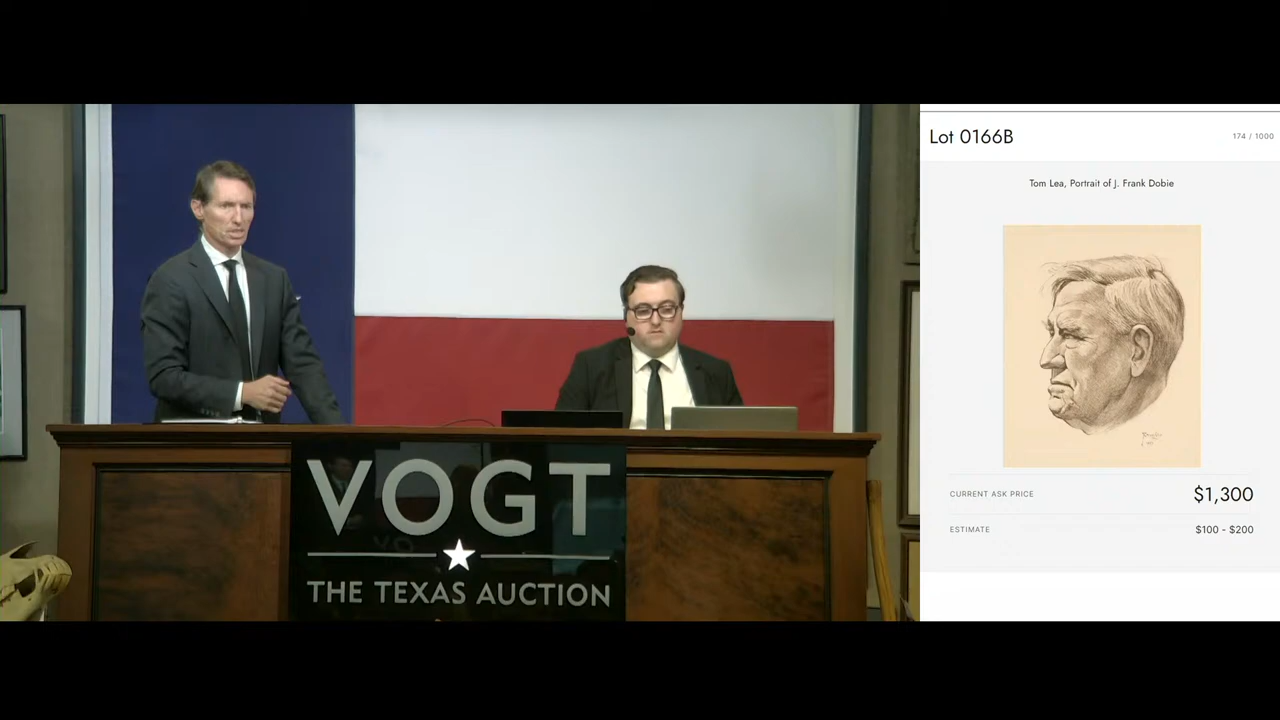 VOGT
THE TEXAS AUCTION
Lot 0166B
174 / 1000
Tom Lea, Portrait of J. Frank Dobie
CURRENT ASK PRICE
$1,300
ESTIMATE
$100 - $200